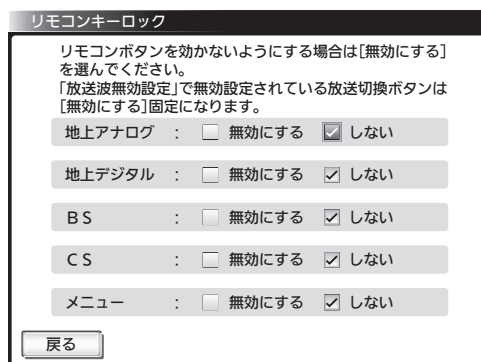 リモコンキーロック
リモコンボタンを効かないようにする場合は[無効にする]
を選んでください。
「放送波無効設定」で無効設定されている放送切換ボタンは
[無効にする]固定になります。
地上アナログ : 無効にする しない
地上デジタル : 無効にする しない
BS : 無効にする しない
CS : 無効にする しない
メニュー : 無効にする しない
戻る